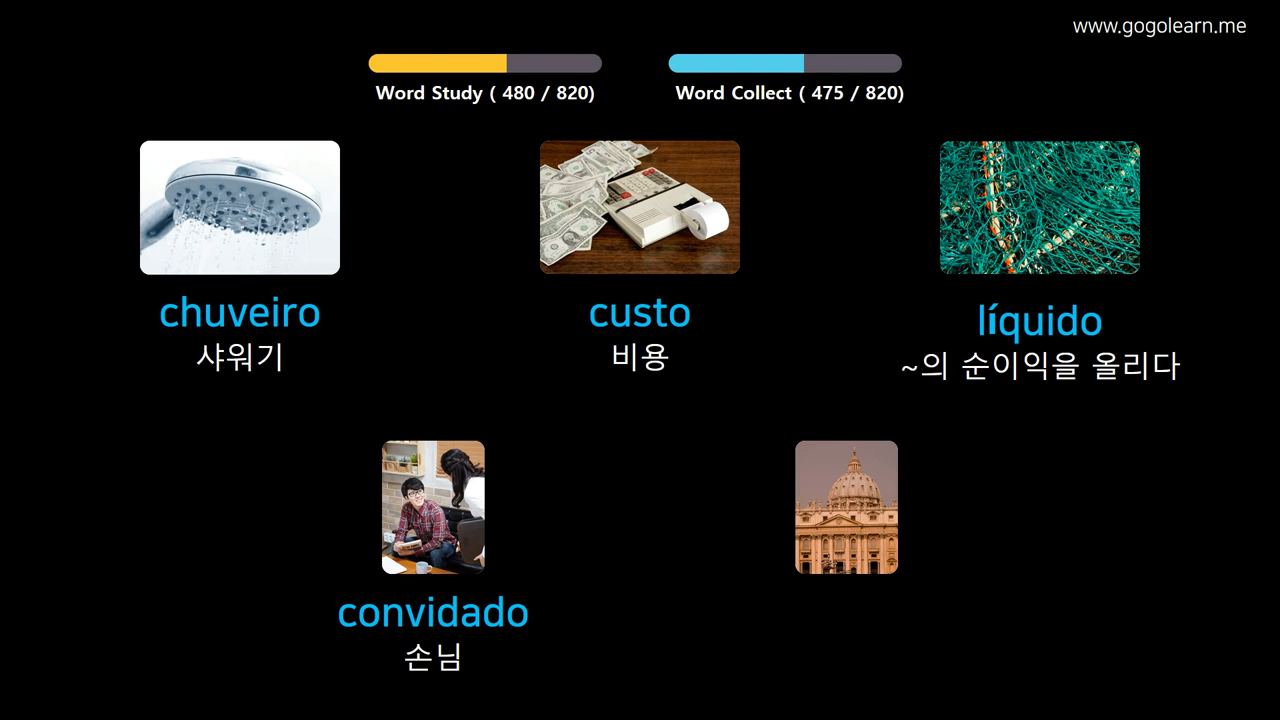 www.gogolearn.me
Word Study ( 480 / 820)
Word Collect ( 475 / 820)
chuveiro
샤워기
custo
비용
líquido
~의 순이익을 올리다
convidado
손님